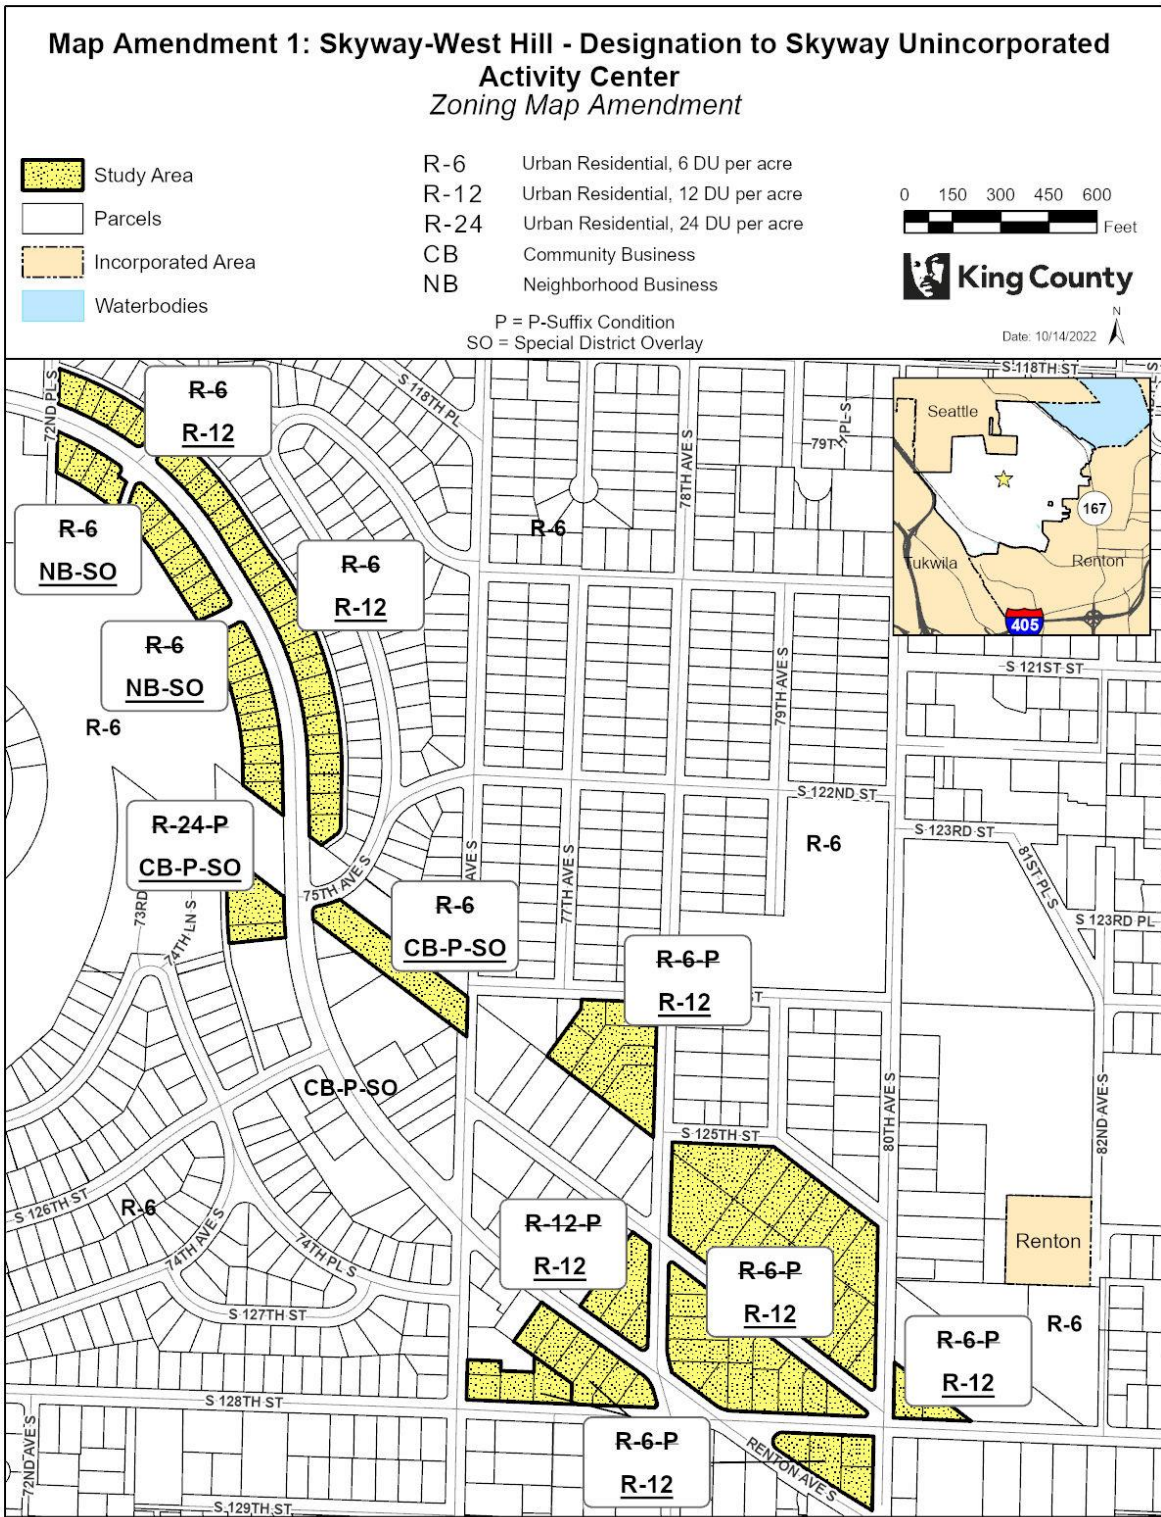 Map Amendment 1: Skyway-West Hill - Designation to Skyway Unincorporated
Activity Center
Zoning Map Amendment
Study Area
Parcels
Incorporated Area
Waterbodies
R-6 Urban Residential, 6 DU per acre
R-12 Urban Residential, 12 DU per acre
R-24 Urban Residential, 24 DU per acre
CB Community Business
NB Neighborhood Business
P = P-Suffix Condition
SO = Special District Overlay
0 150 300 450 600
Feet
King County
N
Date: 10/14/2022
S 118TH ST
72ND PL S
R-6
R-12
S 118TH PL
78TH AVE S
79TH PL S
Seattle
167
Tukwila
Renton
405
R-6
NB-SO
R-6
R-6
R-12
R-6
NB-SO
R-6
79TH AVE S
S 121ST ST
S 122ND ST
R-24-P
CB-P-SO
R-6
S 123RD ST
81ST PL S
75TH AVE S
AVE S
77TH AVE S
73RD
74TH LN S
R-6
CB-P-SO
S 123RD PL
R-6-P
R-12
ST
CB-P-SO
80TH AVE S
82ND AVE S
S 125TH ST
S 126TH ST
R-6
74TH AVE S
74TH PL S
R-12-P
R-12
R-6-P
R-12
Renton
S 127TH ST
R-6-P
R-12
R-6
S 128TH ST
72ND AVE S
R-6-P
R-12
RENTON AVE S
S 129TH ST